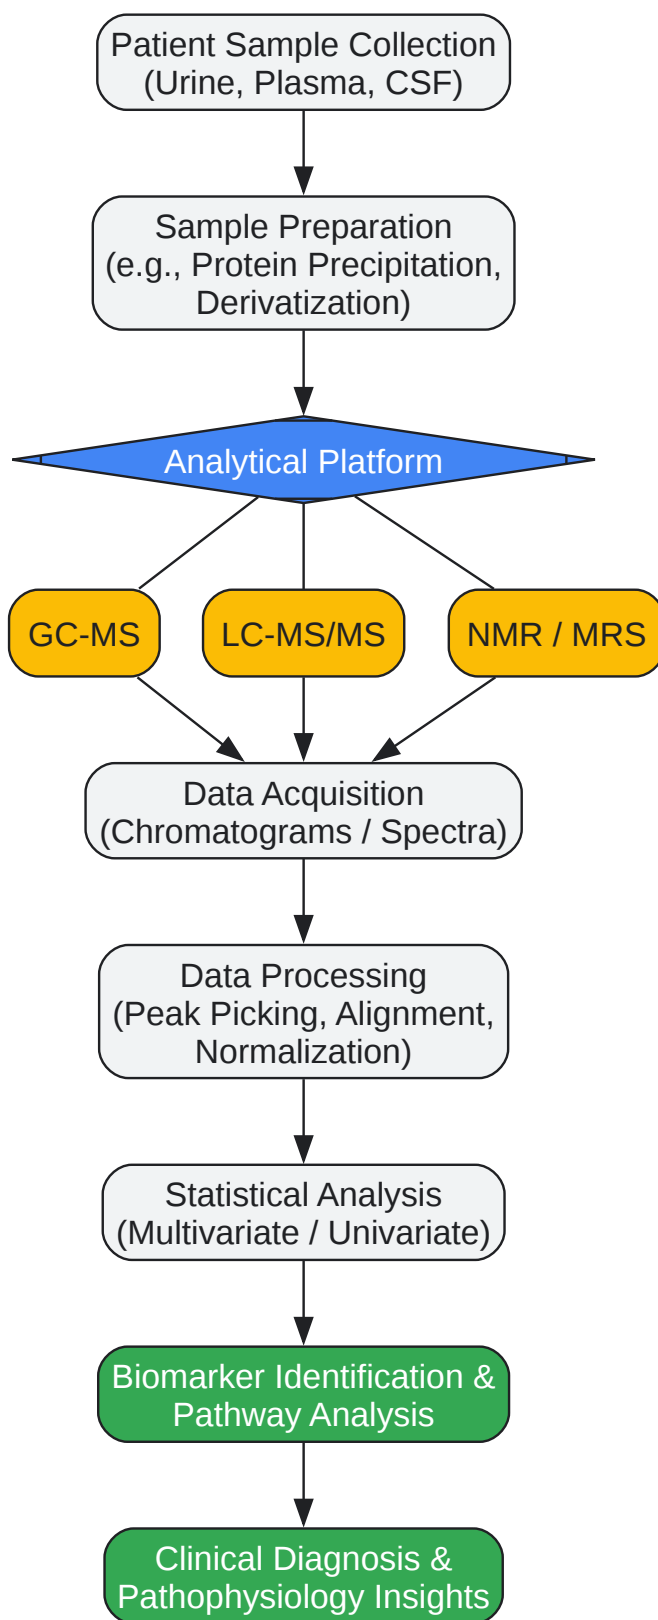 Patient Sample Collection
(Urine, Plasma, CSF)
Sample Preparation
(e.g., Protein Precipitation,
Derivatization)
Analytical Platform
GC-MS
LC-MS/MS
NMR / MRS
Data Acquisition
(Chromatograms / Spectra)
Data Processing
(Peak Picking, Alignment,
Normalization)
Statistical Analysis
(Multivariate / Univariate)
Biomarker Identification &
Pathway Analysis
Clinical Diagnosis &
Pathophysiology Insights